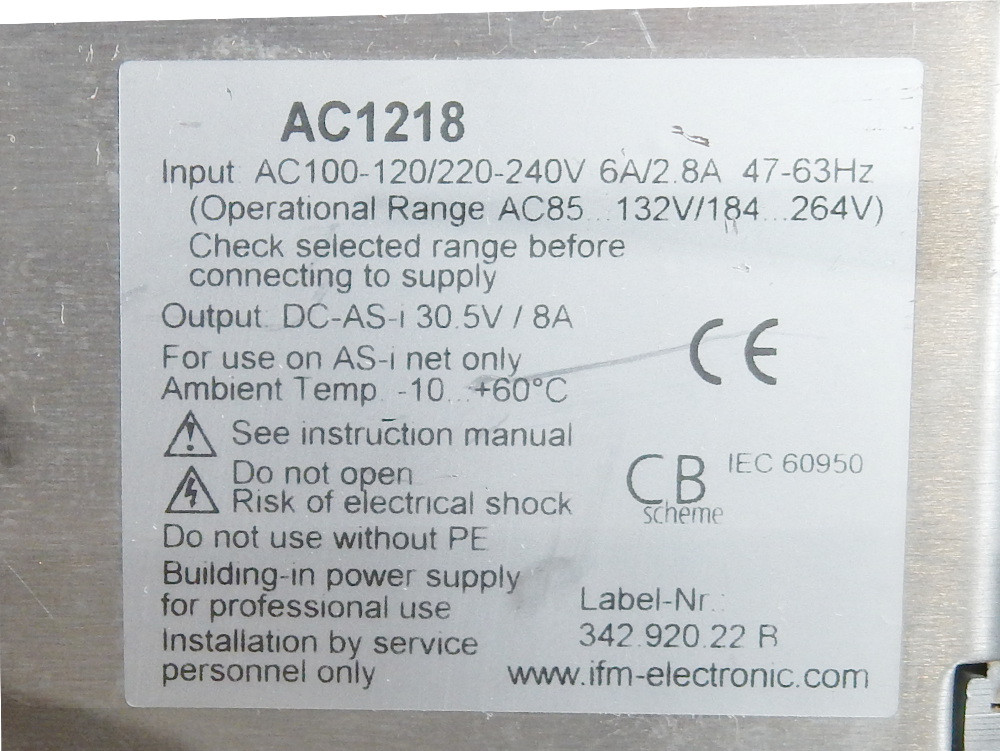 AC1218
Input: AC100-120/220-240V 6A/2.8A 47-63Hz
(Operational Range AC85...132V/184...264V)
Check selected range before
connecting to supply
Output: DC-AS-i 30.5V / 8A
For use on AS-i net only
Ambient Temp. -10...+60°C
CE
See instruction manual
Do not open
Risk of electrical shock
CB scheme
IEC 60950
Do not use without PE
Building-in power supply
for professional use
Installation by service
personnel only
Label-Nr.:
342.920.22 R
www.ifm-electronic.com